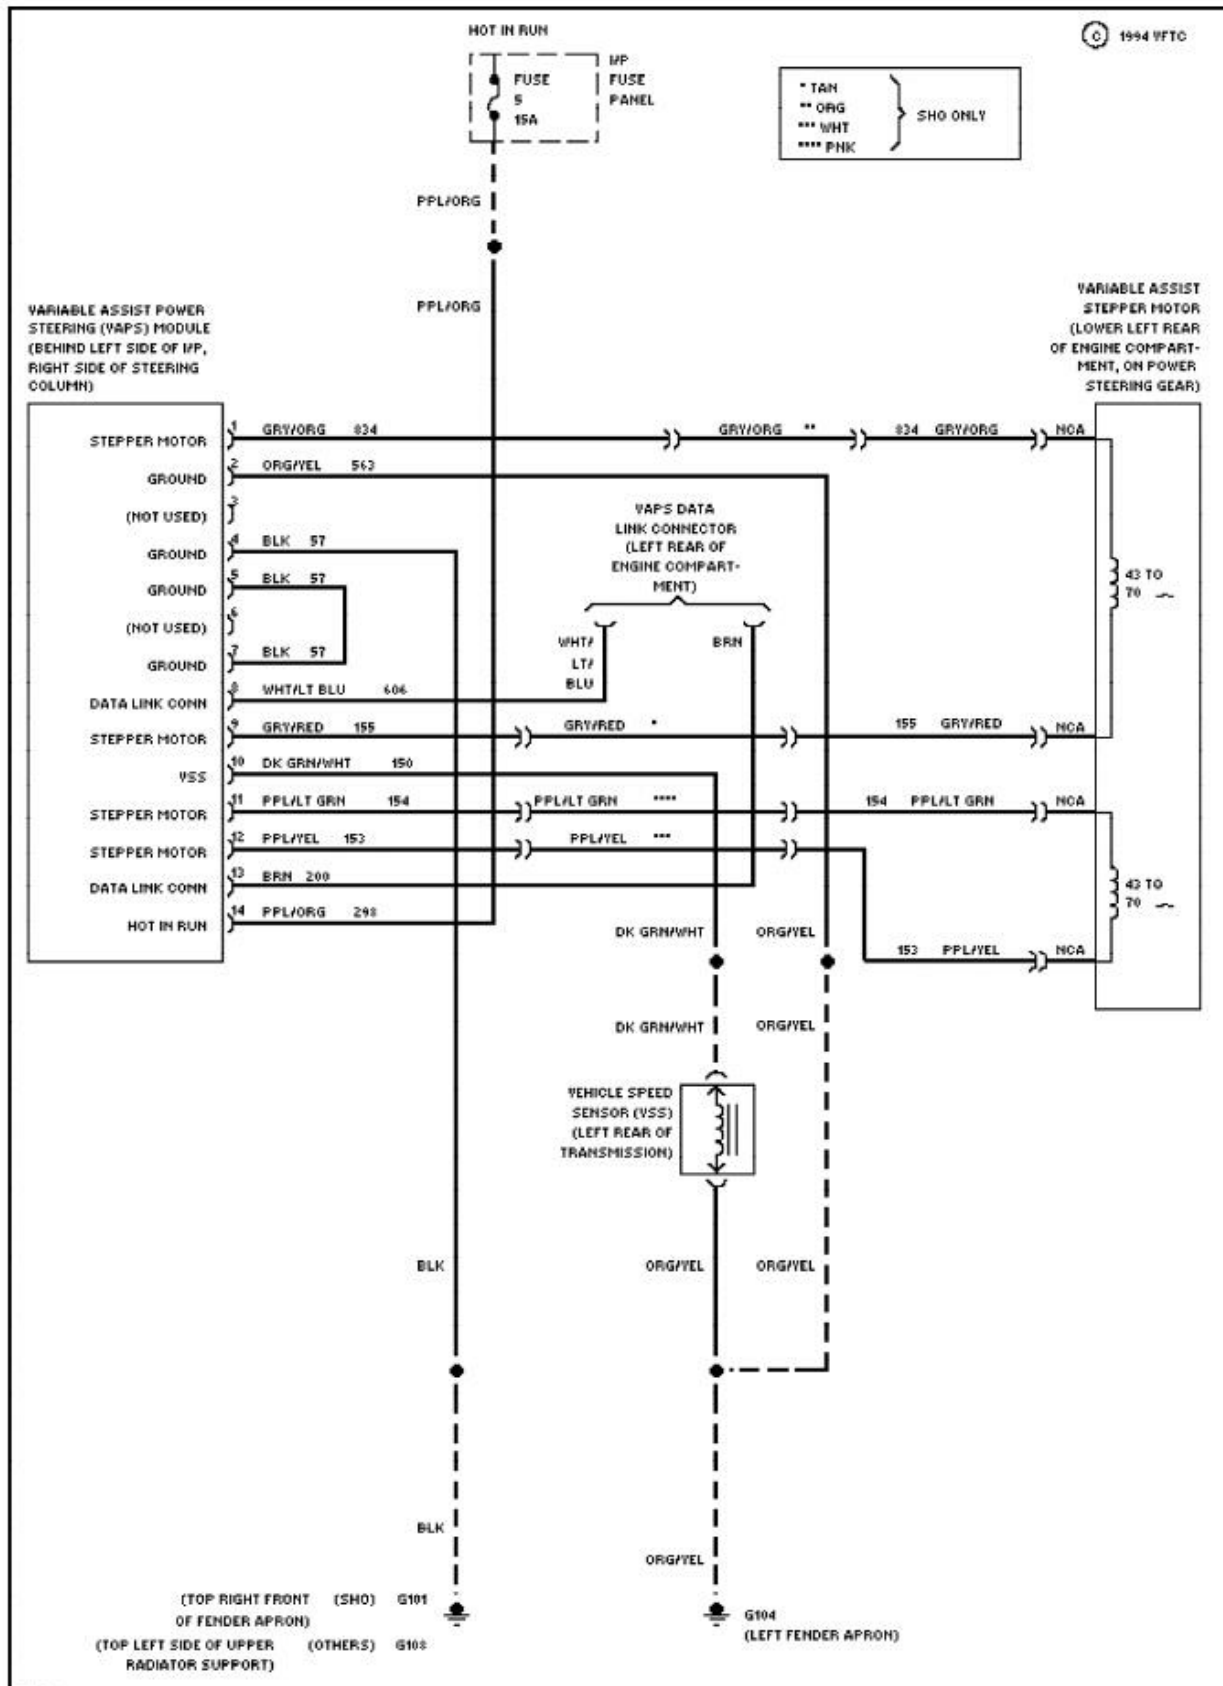 HOT IN RUN
© 1994 VFTC
FUSE
5
15A
I/P
FUSE
PANEL
* TAN
** ORG
*** WHT
**** PNK
SHO ONLY
PPL/ORG
PPL/ORG
VARIABLE ASSIST POWER
STEERING (VAPS) MODULE
(BEHIND LEFT SIDE OF I/P,
RIGHT SIDE OF STEERING
COLUMN)
VARIABLE ASSIST
STEPPER MOTOR
(LOWER LEFT REAR
OF ENGINE COMPART-
MENT, ON POWER
STEERING GEAR)
STEPPER MOTOR 1 GRY/ORG 834 GRY/ORG ** 834 GRY/ORG NCA
GROUND 2 ORG/YEL 563
(NOT USED) 3
GROUND 4 BLK 57
GROUND 5 BLK 57
(NOT USED) 6
GROUND 7 BLK 57
DATA LINK CONN 8 WHT/LT BLU 606
STEPPER MOTOR 9 GRY/RED 155 GRY/RED * 155 GRY/RED NCA
VSS 10 DK GRN/WHT 150
STEPPER MOTOR 11 PPL/LT GRN 154 PPL/LT GRN **** 154 PPL/LT GRN NCA
STEPPER MOTOR 12 PPL/YEL 153 PPL/YEL ***
DATA LINK CONN 13 BRN 200
HOT IN RUN 14 PPL/ORG 298
153 PPL/YEL NCA
VAPS DATA
LINK CONNECTOR
(LEFT REAR OF
ENGINE COMPART-
MENT)
WHT/
LT/
BLU
BRN
43 TO
70
43 TO
70
DK GRN/WHT ORG/YEL
DK GRN/WHT ORG/YEL
VEHICLE SPEED
SENSOR (VSS)
(LEFT REAR OF
TRANSMISSION)
BLK ORG/YEL ORG/YEL
BLK
ORG/YEL
(TOP RIGHT FRONT (SHO) G101
OF FENDER APRON)
(TOP LEFT SIDE OF UPPER (OTHERS) G108
RADIATOR SUPPORT)
G104
(LEFT FENDER APRON)